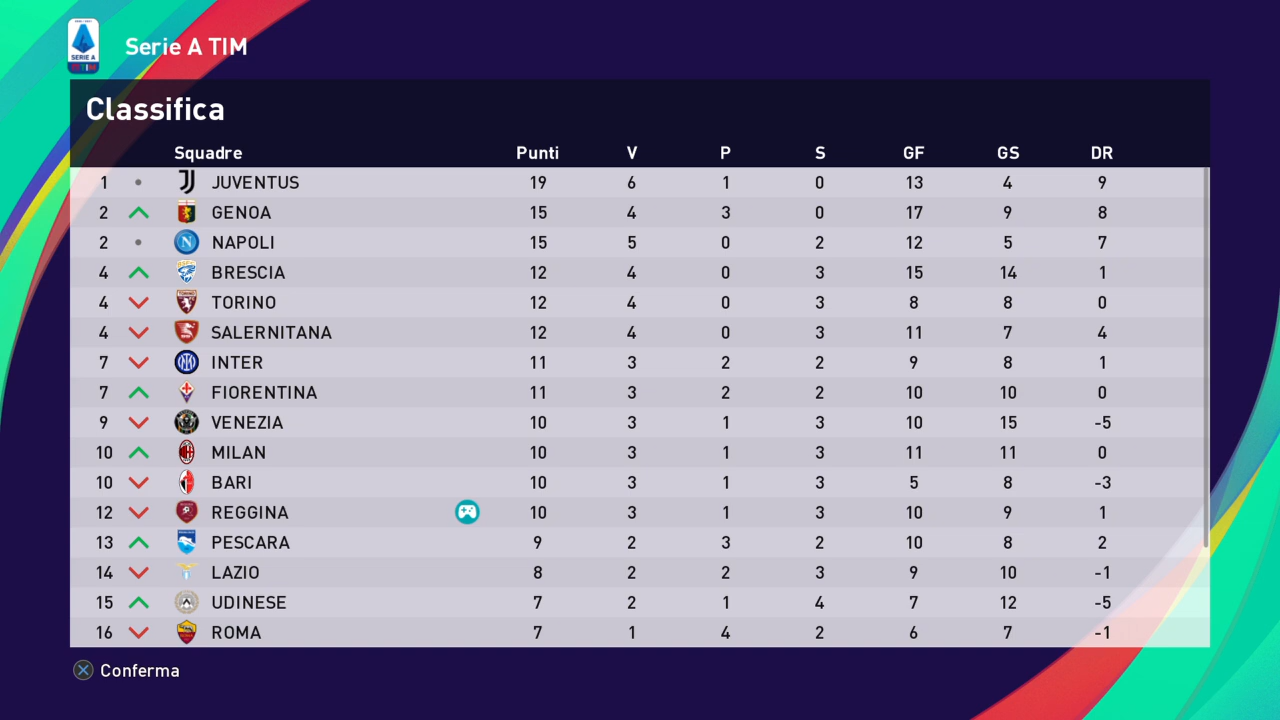 Serie A TIM
SERIE A
TIM
Classifica
Squadre Punti V P S GF GS DR
1 JUVENTUS 19 6 1 0 13 4 9
2 GENOA 15 4 3 0 17 9 8
2 NAPOLI 15 5 0 2 12 5 7
4 BRESCIA 12 4 0 3 15 14 1
4 TORINO 12 4 0 3 8 8 0
4 SALERNITANA 12 4 0 3 11 7 4
7 INTER 11 3 2 2 9 8 1
7 FIORENTINA 11 3 2 2 10 10 0
9 VENEZIA 10 3 1 3 10 15 -5
10 MILAN 10 3 1 3 11 11 0
10 BARI 10 3 1 3 5 8 -3
12 REGGINA 10 3 1 3 10 9 1
13 PESCARA 9 2 3 2 10 8 2
14 LAZIO 8 2 2 3 9 10 -1
15 UDINESE 7 2 1 4 7 12 -5
16 ROMA 7 1 4 2 6 7 -1
Conferma